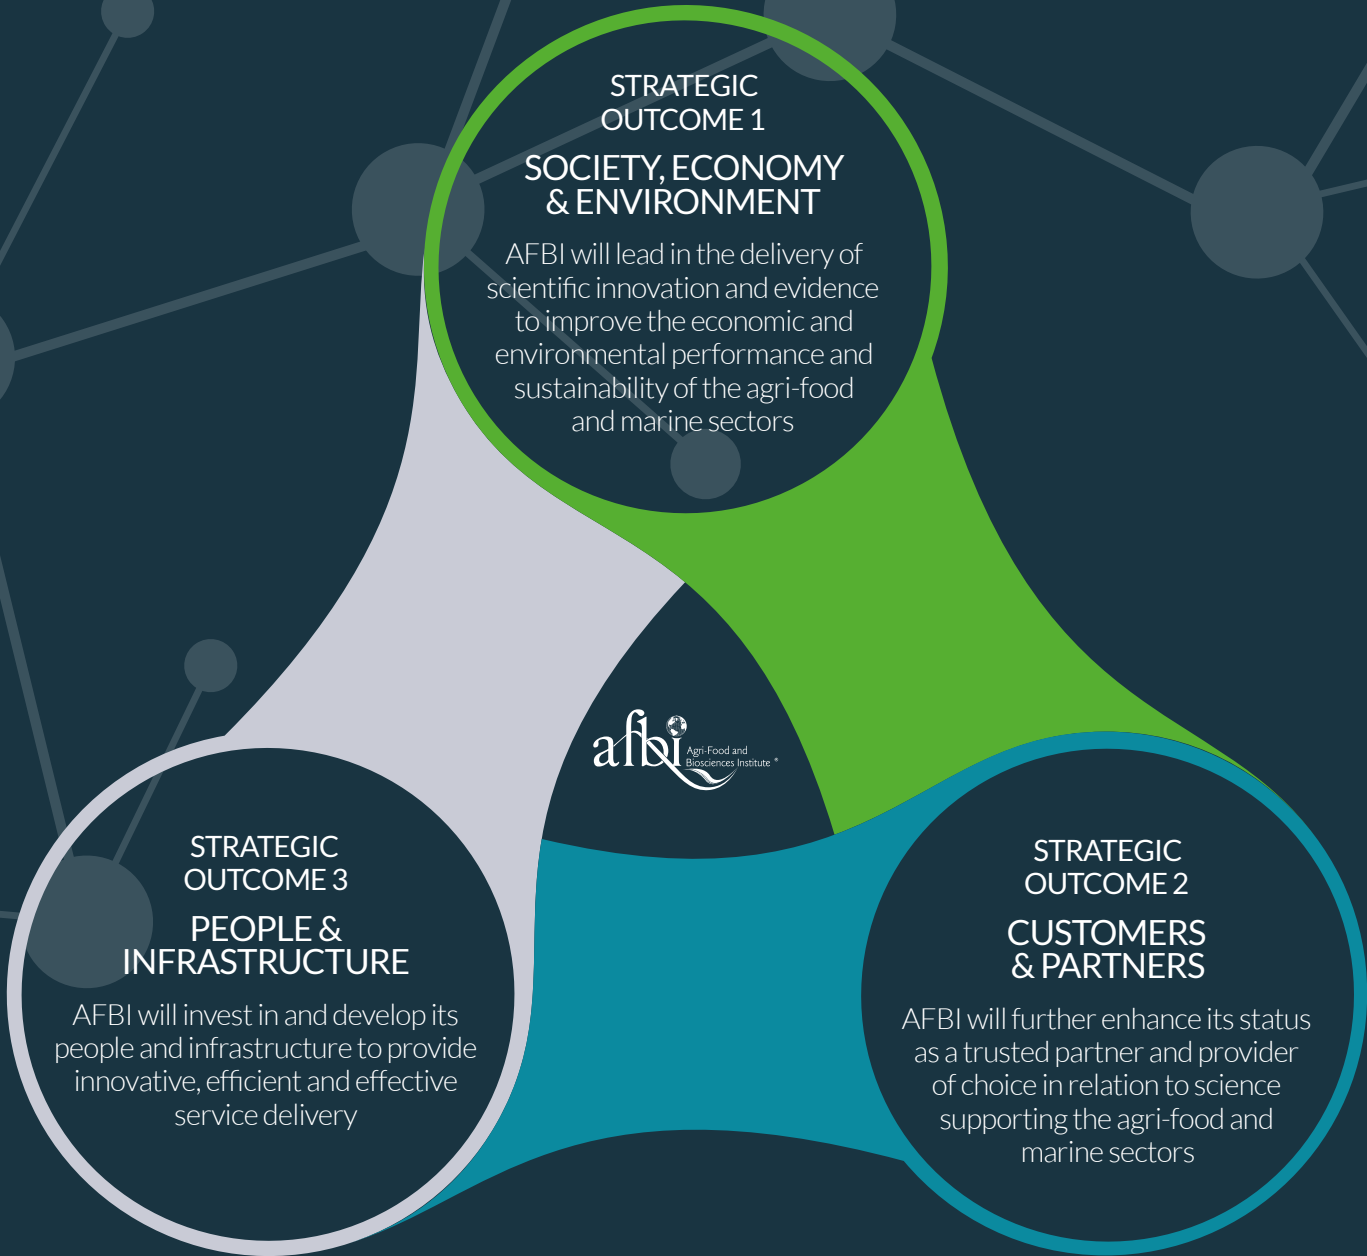 STRATEGIC
OUTCOME 1
SOCIETY, ECONOMY
& ENVIRONMENT
AFBI will lead in the delivery of
scientific innovation and evidence
to improve the economic and
environmental performance and
sustainability of the agri-food
and marine sectors
afbi
Agri-Food and
Biosciences Institute
STRATEGIC
OUTCOME 3
PEOPLE &
INFRASTRUCTURE
AFBI will invest in and develop its
people and infrastructure to provide
innovative, efficient and effective
service delivery
STRATEGIC
OUTCOME 2
CUSTOMERS
& PARTNERS
AFBI will further enhance its status
as a trusted partner and provider
of choice in relation to science
supporting the agri-food and
marine sectors